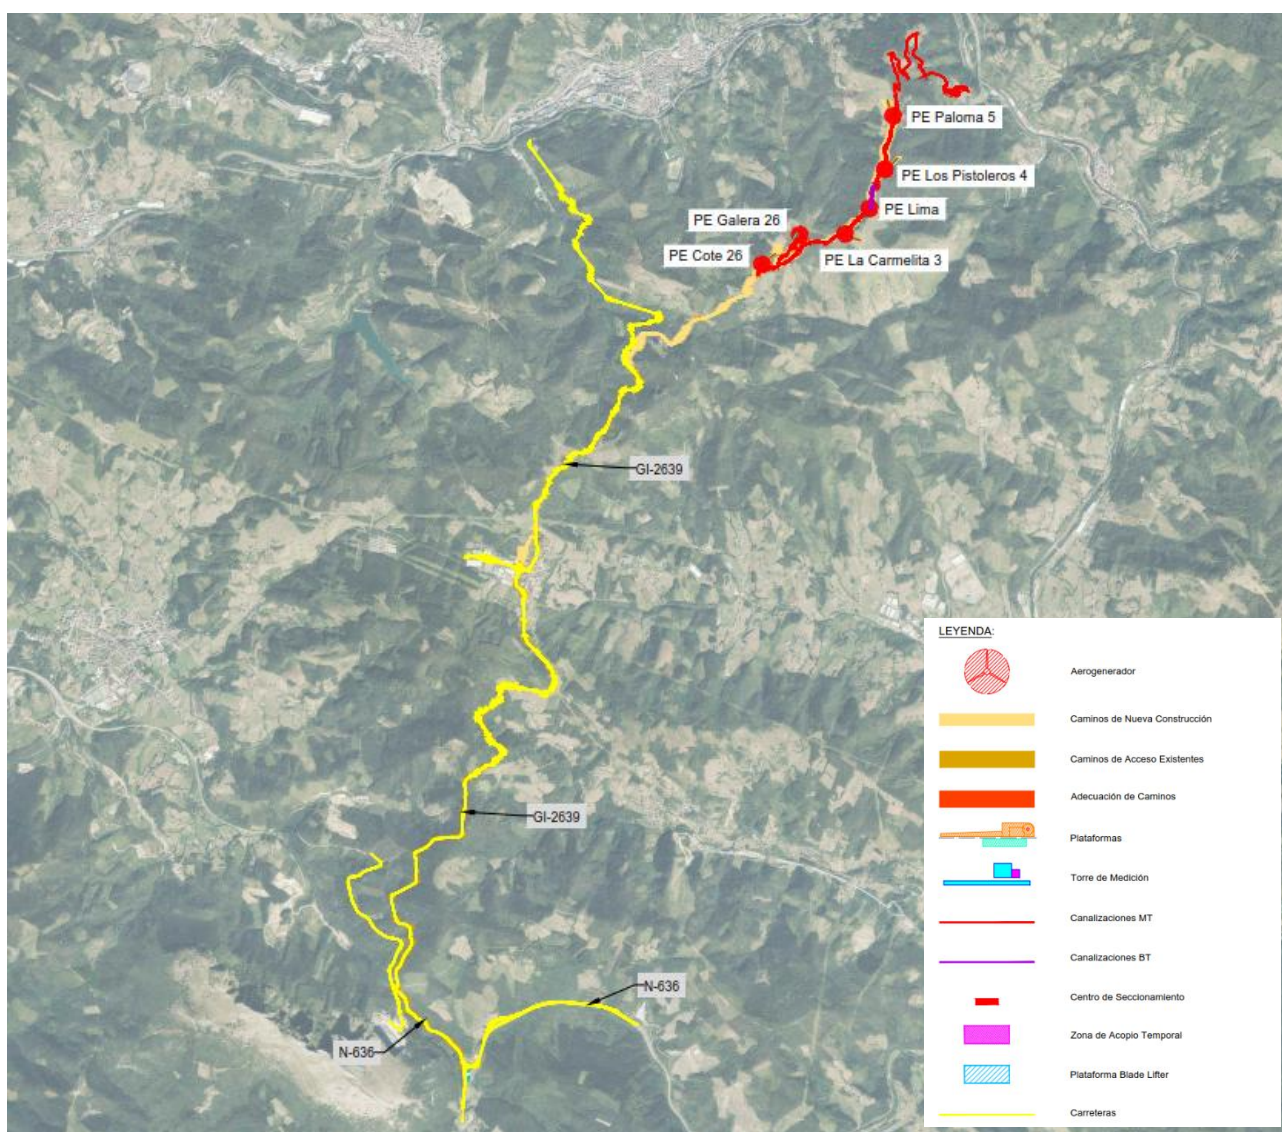 PE Paloma 5
PE Los Pistoleros 4
PE Lima
PE Galera 26
PE La Carmelita 3
PE Cote 26
GI-2639
GI-2639
N-636
N-636
LEYENDA:
Aerogenerador
Caminos de Nueva Construcción
Caminos de Acceso Existentes
Adecuación de Caminos
Plataformas
Torre de Medición
Canalizaciones MT
Canalizaciones BT
Centro de Seccionamiento
Zona de Acopio Temporal
Plataforma Blade Lifter
Carreteras